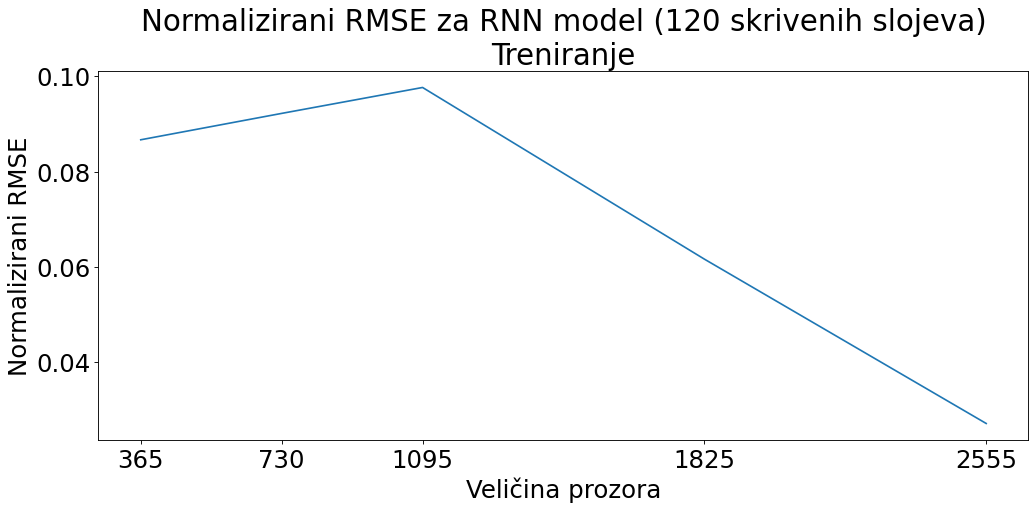 Normalizirani RMSE za RNN model (120 skrivenih slojeva)
Treniranje
Normalizirani RMSE
0.10
0.08
0.06
0.04
365 730 1095 1825 2555
Veličina prozora